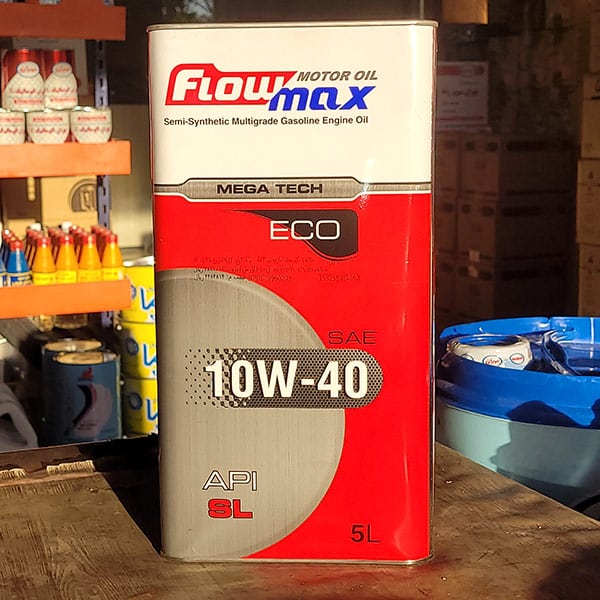 MOTOR OIL
Flow
max
Semi-Synthetic Multigrade Gasoline Engine Oil
MEGA TECH
ECO
SAE
10W-40
API
SL
5L